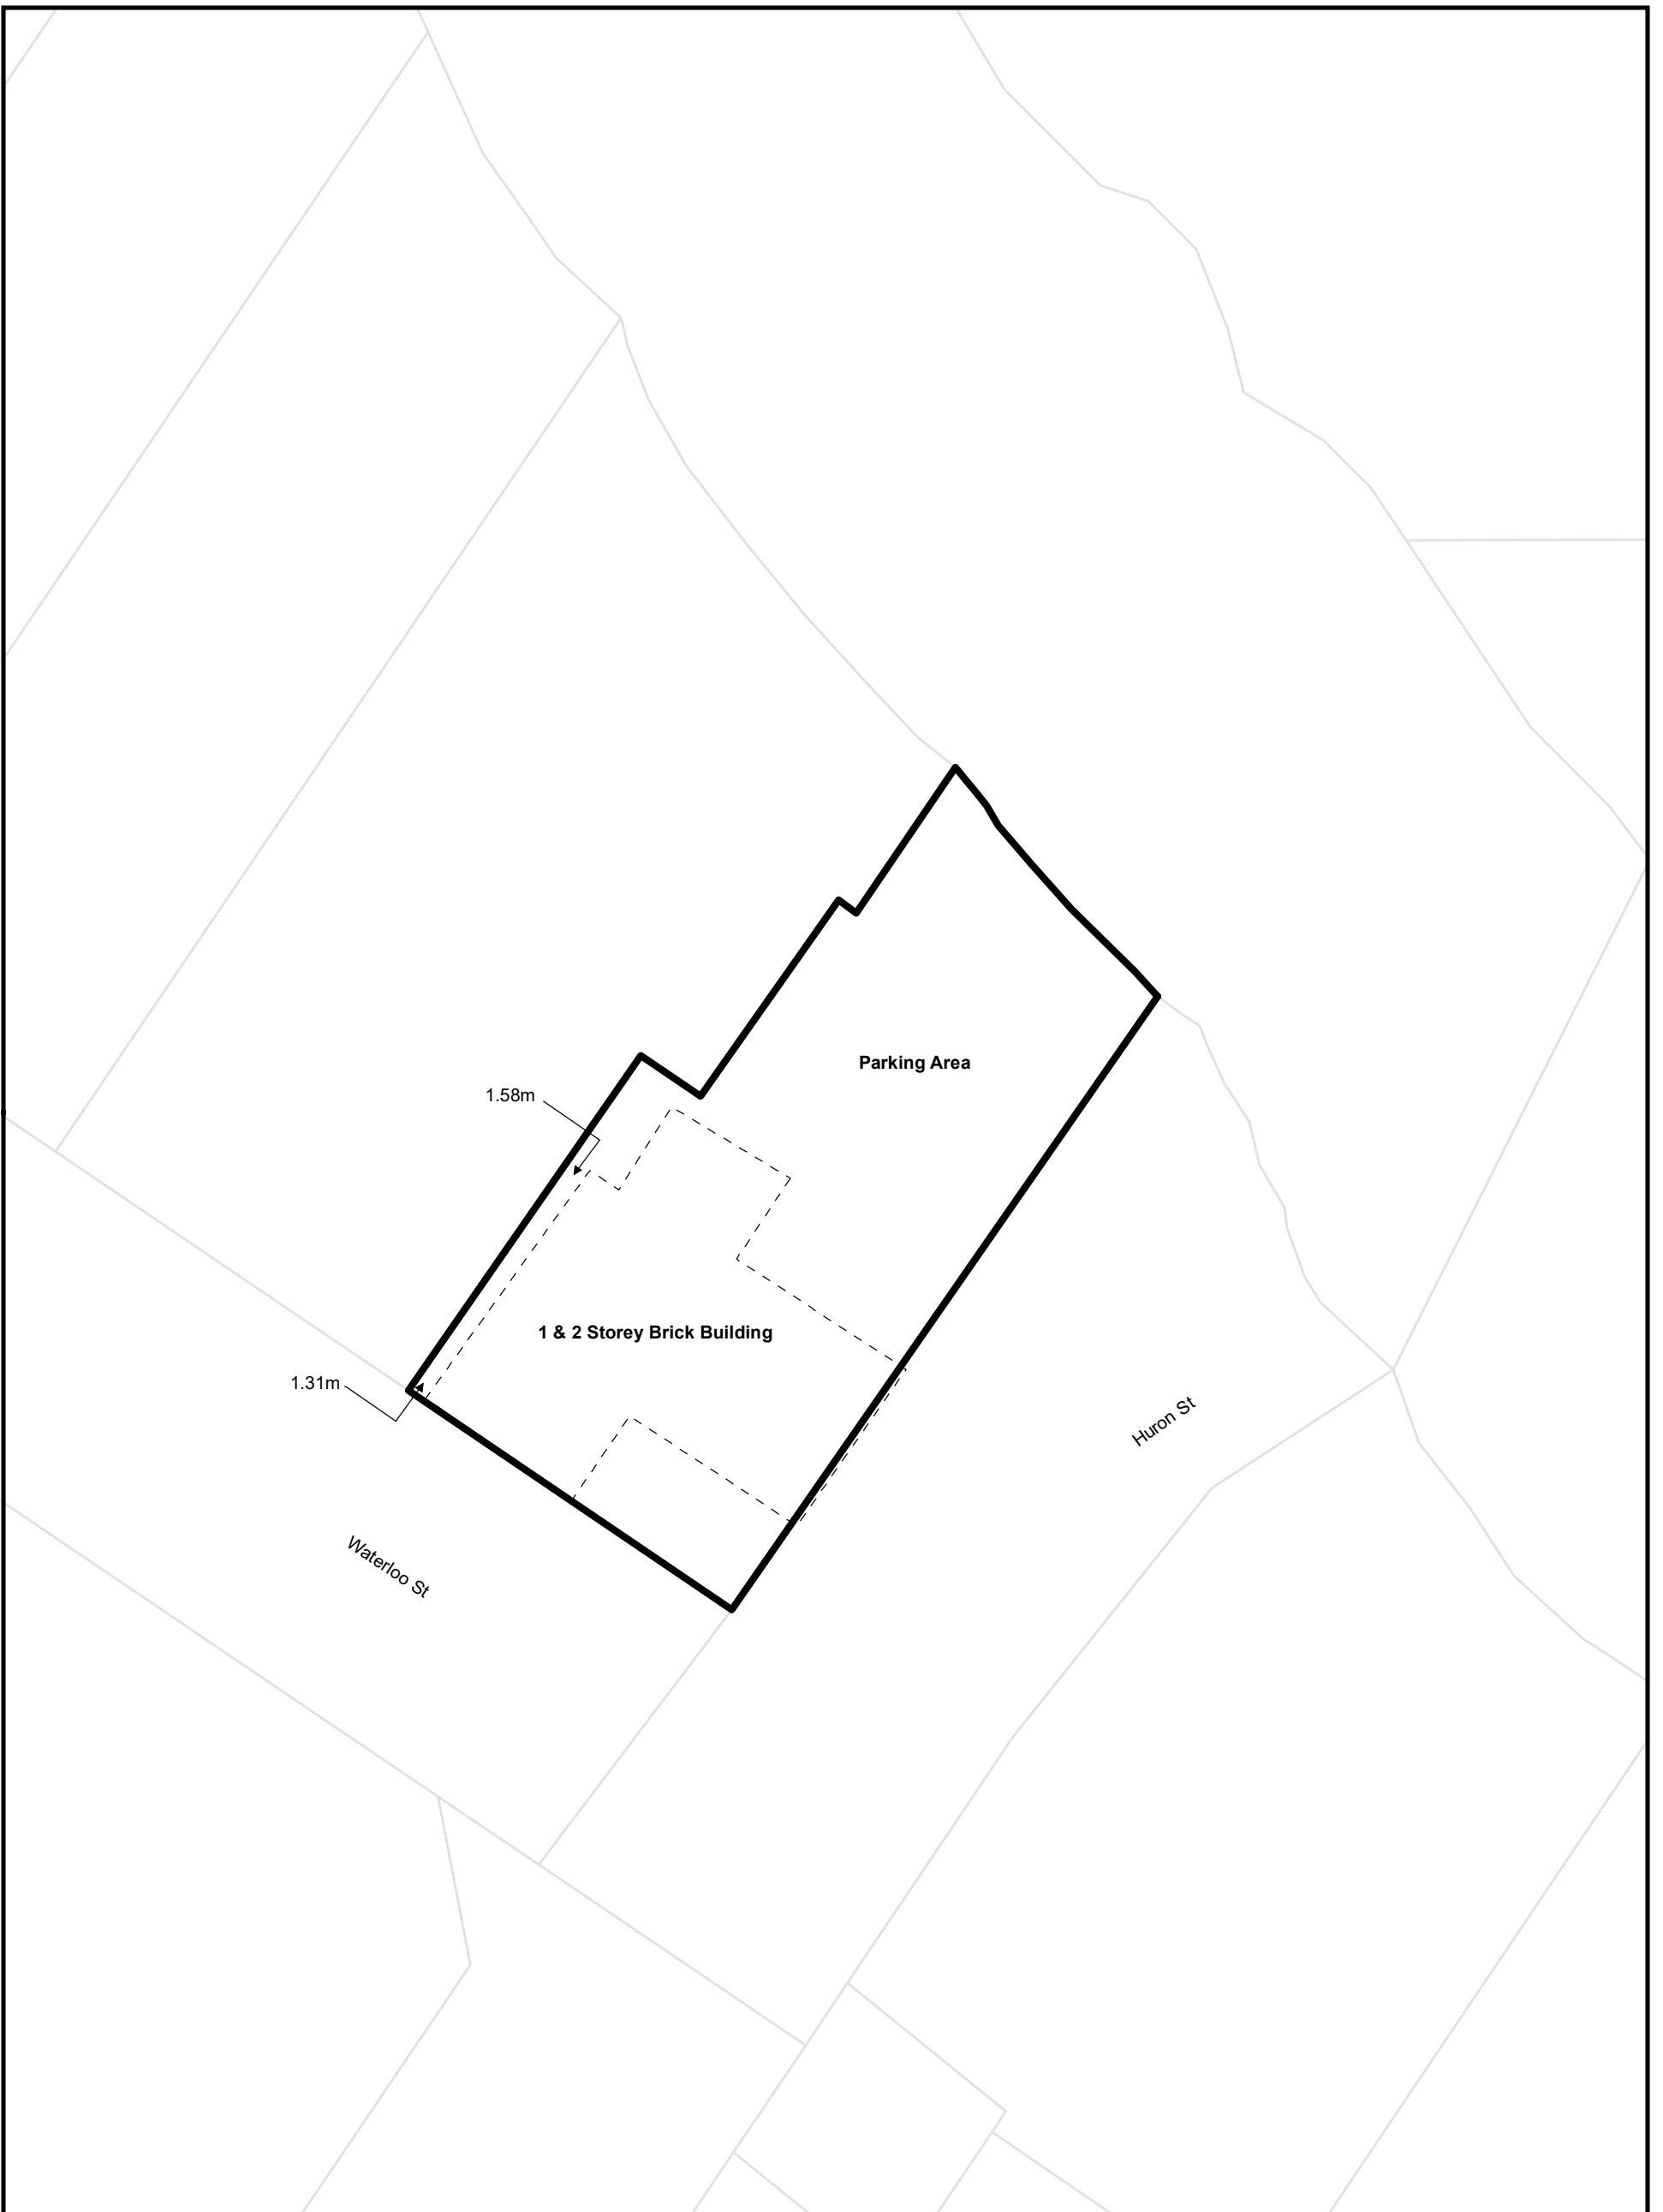 Parking Area
1.58m
1 & 2 Storey Brick Building
1.31m
Huron St
Waterloo St